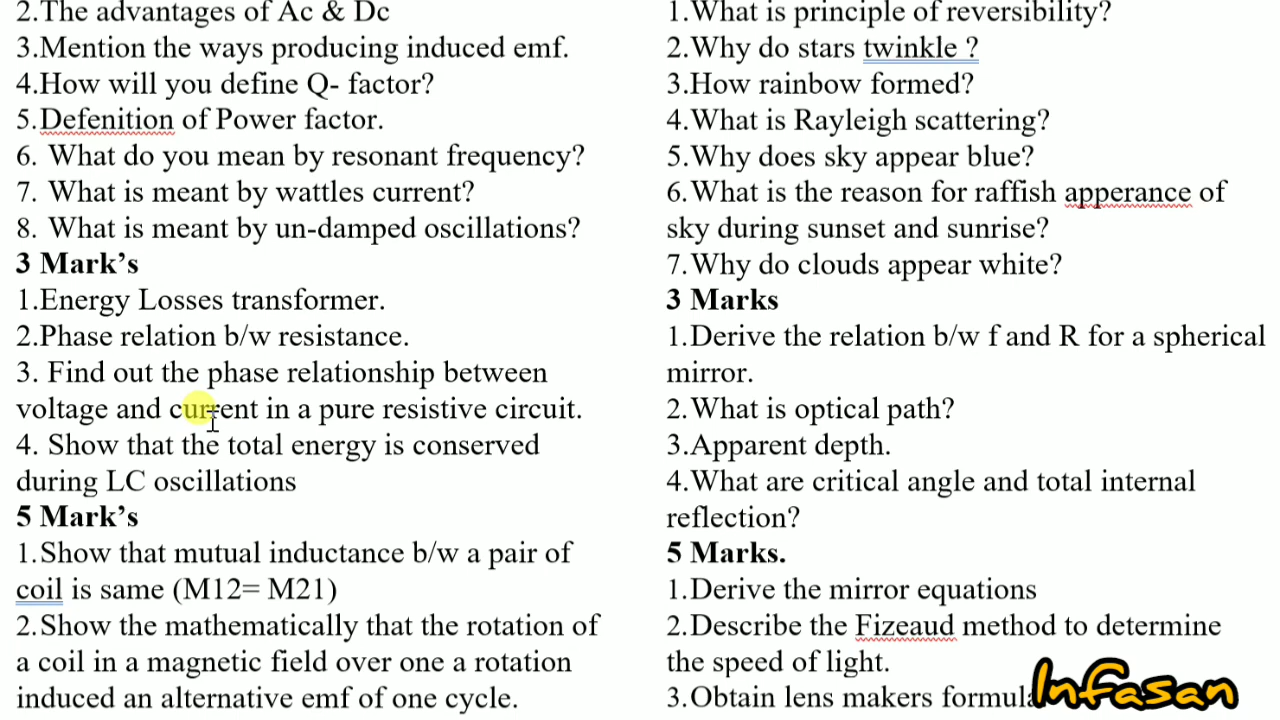 2.The advantages of Ac & Dc
3.Mention the ways producing induced emf.
4.How will you define Q- factor?
5.Defenition of Power factor.
6. What do you mean by resonant frequency?
7. What is meant by wattles current?
8. What is meant by un-damped oscillations?
3 Mark’s
1.Energy Losses transformer.
2.Phase relation b/w resistance.
3. Find out the phase relationship between
voltage and current in a pure resistive circuit.
4. Show that the total energy is conserved
during LC oscillations
5 Mark’s
1.Show that mutual inductance b/w a pair of
coil is same (M12= M21)
2.Show the mathematically that the rotation of
a coil in a magnetic field over one a rotation
induced an alternative emf of one cycle.
1.What is principle of reversibility?
2.Why do stars twinkle ?
3.How rainbow formed?
4.What is Rayleigh scattering?
5.Why does sky appear blue?
6.What is the reason for raffish apperance of
sky during sunset and sunrise?
7.Why do clouds appear white?
3 Marks
1.Derive the relation b/w f and R for a spherical
mirror.
2.What is optical path?
3.Apparent depth.
4.What are critical angle and total internal
reflection?
5 Marks.
1.Derive the mirror equations
2.Describe the Fizeaud method to determine
the speed of light.
3.Obtain lens makers formula
Infasan